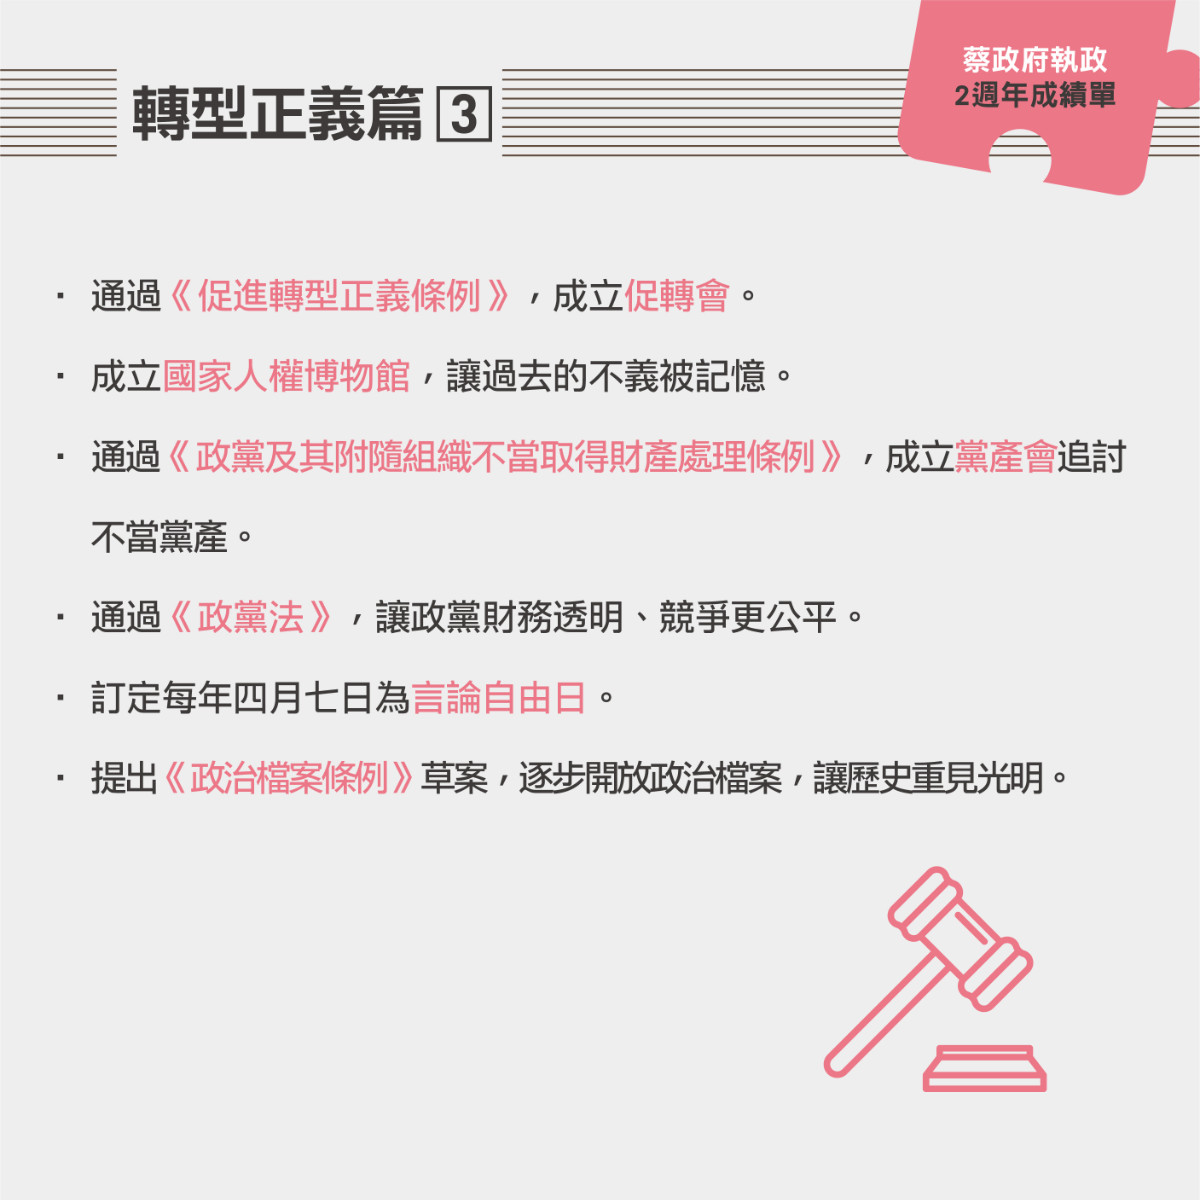 蔡政府執政
2週年成績單
轉型正義篇 3
· 通過《促進轉型正義條例》，成立促轉會。
· 成立國家人權博物館，讓過去的不義被記憶。
· 通過《政黨及其附隨組織不當取得財產處理條例》，成立黨產會追討
不當黨產。
· 通過《政黨法》，讓政黨財務透明、競爭更公平。
· 訂定每年四月七日為言論自由日。
· 提出《政治檔案條例》草案，逐步開放政治檔案，讓歷史重見光明。